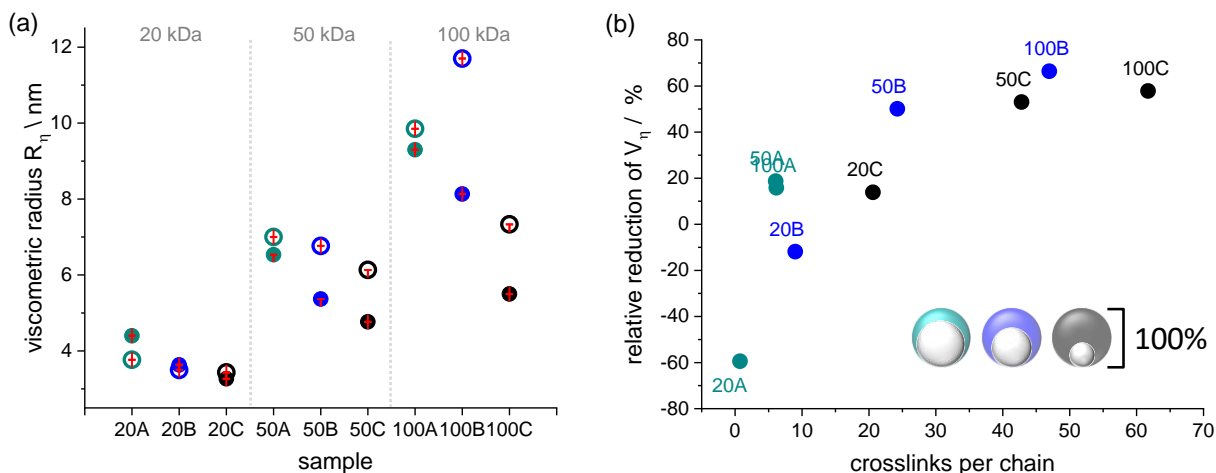 (a)
20 kDa 50 kDa 100 kDa
12
10
8
6
4
viscometric radius R_η \ nm
20A 20B 20C 50A 50B 50C 100A 100B 100C
sample
(b)
80
60
40
20
0
-20
-40
-60
-80
relative reduction of V_η / %
100B
50B
50C
100C
50A
100A
20C
20B
20A
100%
0 10 20 30 40 50 60 70
crosslinks per chain